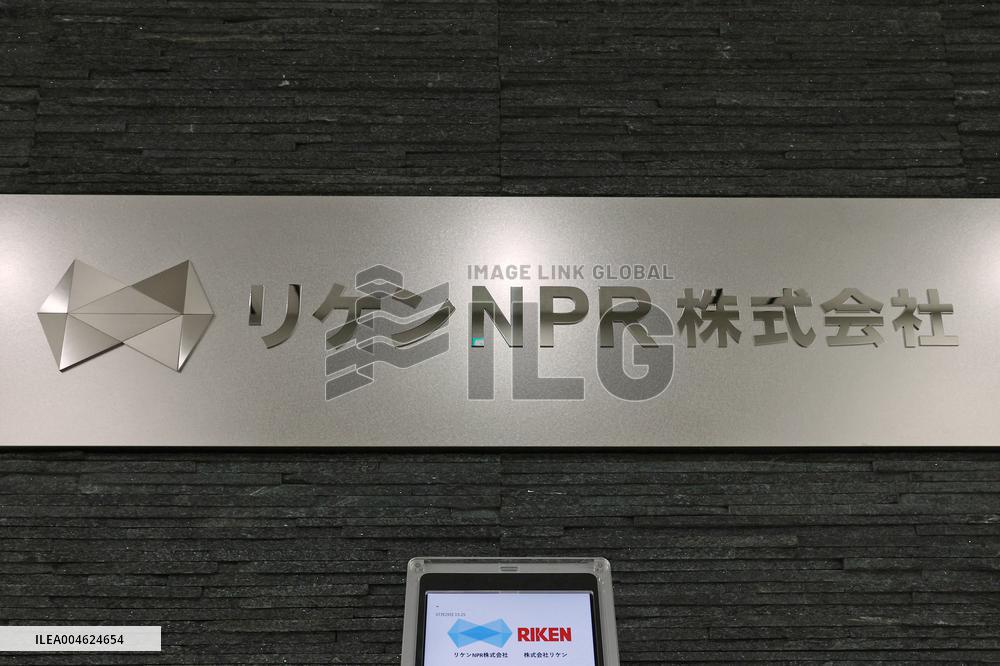 IMAGE LINK GLOBAL
リケンNPR株式会社
ILG
RIKEN
リケンNPR株式会社 株式会社リケン
ILEA004624654